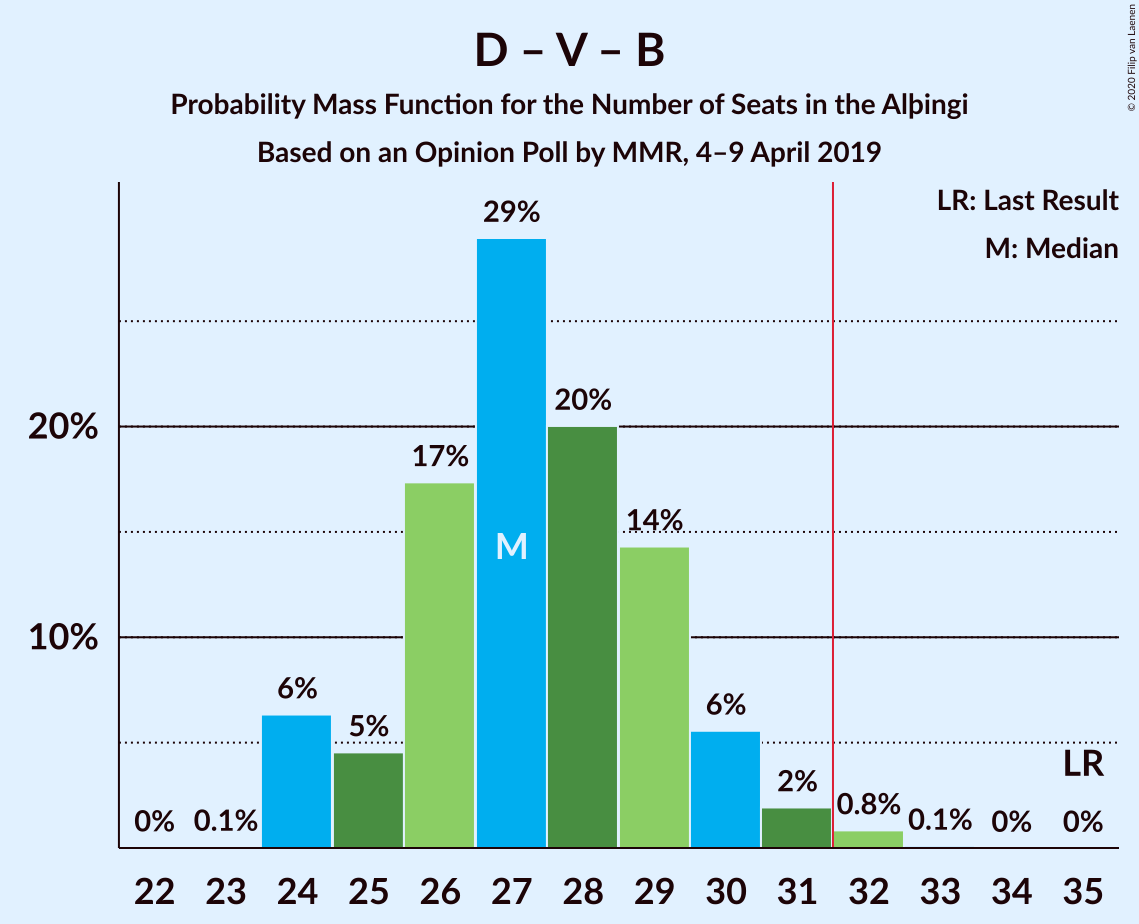 D – V – B
Probability Mass Function for the Number of Seats in the Alþingi
Based on an Opinion Poll by MMR, 4–9 April 2019
© 2020 Filip van Laenen
LR: Last Result
M: Median
29%
20%
20%
17%
14%
M
10%
6%
6%
5%
LR
2%
0.8%
0%
0.1%
0.1%
0%
0%
22 23 24 25 26 27 28 29 30 31 32 33 34 35